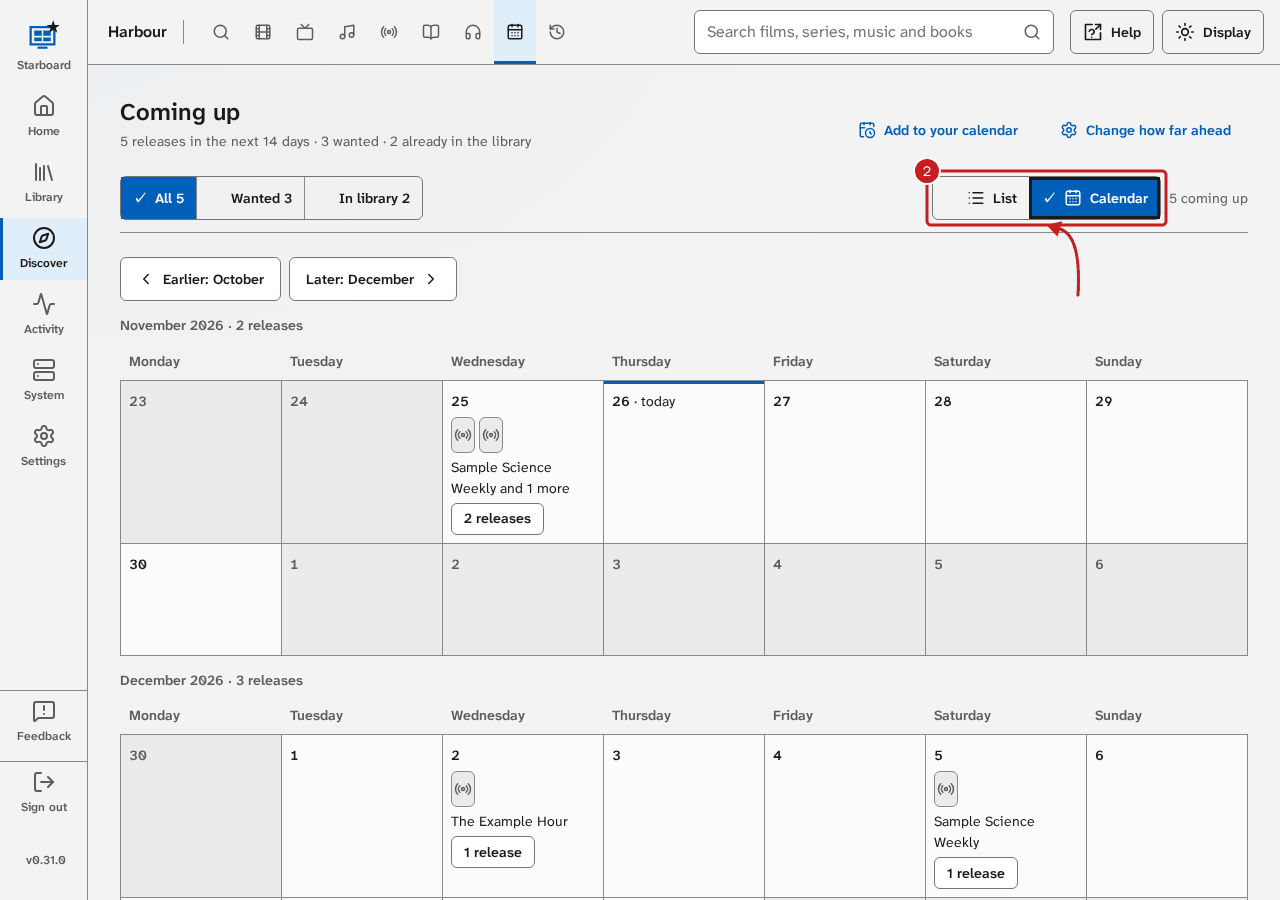 Starboard
Home
Library
Discover
Activity
System
Settings
Feedback
Sign out
v0.31.0
Harbour
Search films, series, music and books
Help
Display
Coming up
5 releases in the next 14 days · 3 wanted · 2 already in the library
Add to your calendar
Change how far ahead
✓ All 5
Wanted 3
In library 2
2
List
✓ Calendar
5 coming up
Earlier: October
Later: December
November 2026 · 2 releases
Monday Tuesday Wednesday Thursday Friday Saturday Sunday
23 24 25 26 · today 27 28 29
Sample Science
Weekly and 1 more
2 releases
30 1 2 3 4 5 6
December 2026 · 3 releases
Monday Tuesday Wednesday Thursday Friday Saturday Sunday
30 1 2 3 4 5 6
The Example Hour
1 release
Sample Science
Weekly
1 release